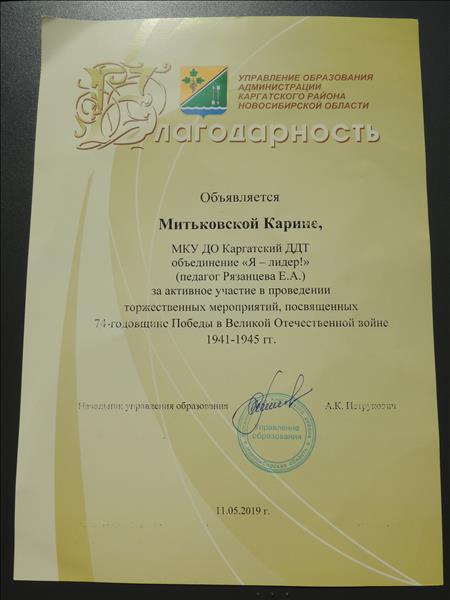 УПРАВЛЕНИЕ ОБРАЗОВАНИЯ
АДМИНИСТРАЦИИ
КАРГАТСКОГО РАЙОНА
НОВОСИБИРСКОЙ ОБЛАСТИ
Благодарность
Объявляется
Митьковской Карине,
МКУ ДО Каргатский ДДТ
объединение «Я – лидер!»
(педагог Рязанцева Е.А.)
за активное участие в проведении
торжественных мероприятий, посвященных
74-годовщине Победы в Великой Отечественной войне
1941-1945 гг.
Начальник управления образования А.К. Петрукович
Управление
образования
11.05.2019 г.